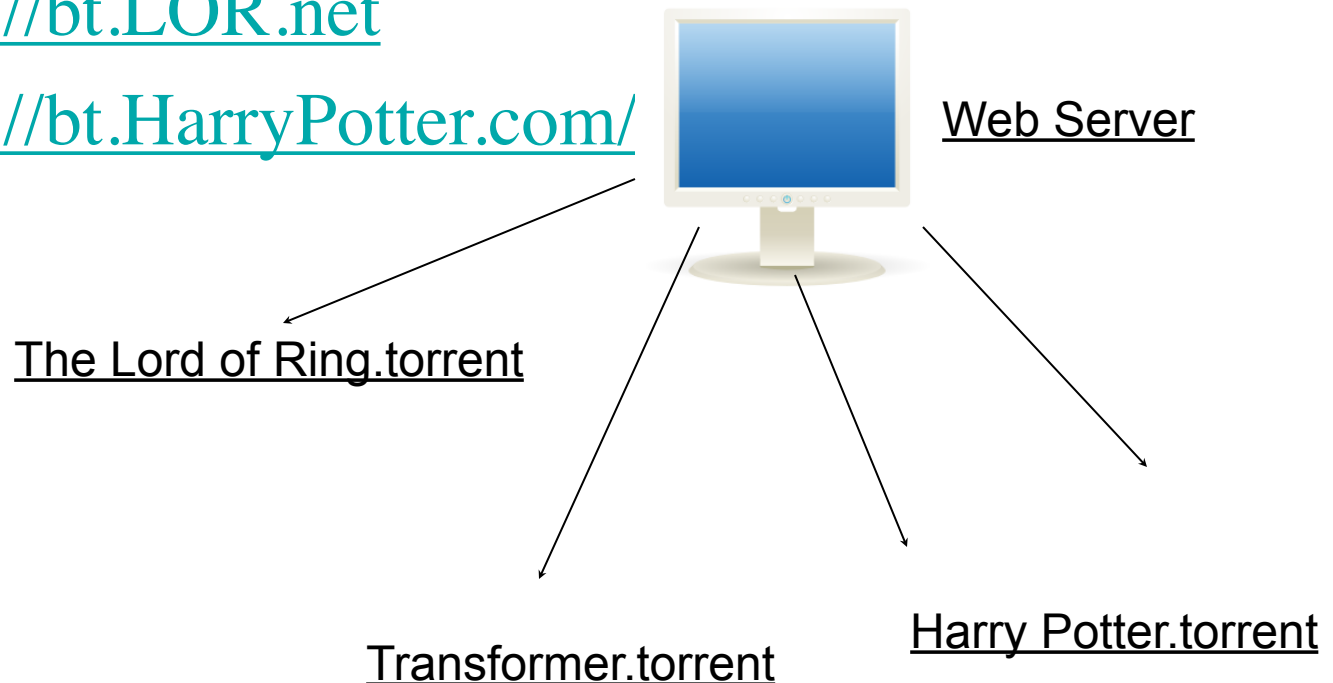 //bt.LOR.net
//bt.HarryPotter.com/
Web Server
The Lord of Ring.torrent
Harry Potter.torrent
Transformer.torrent